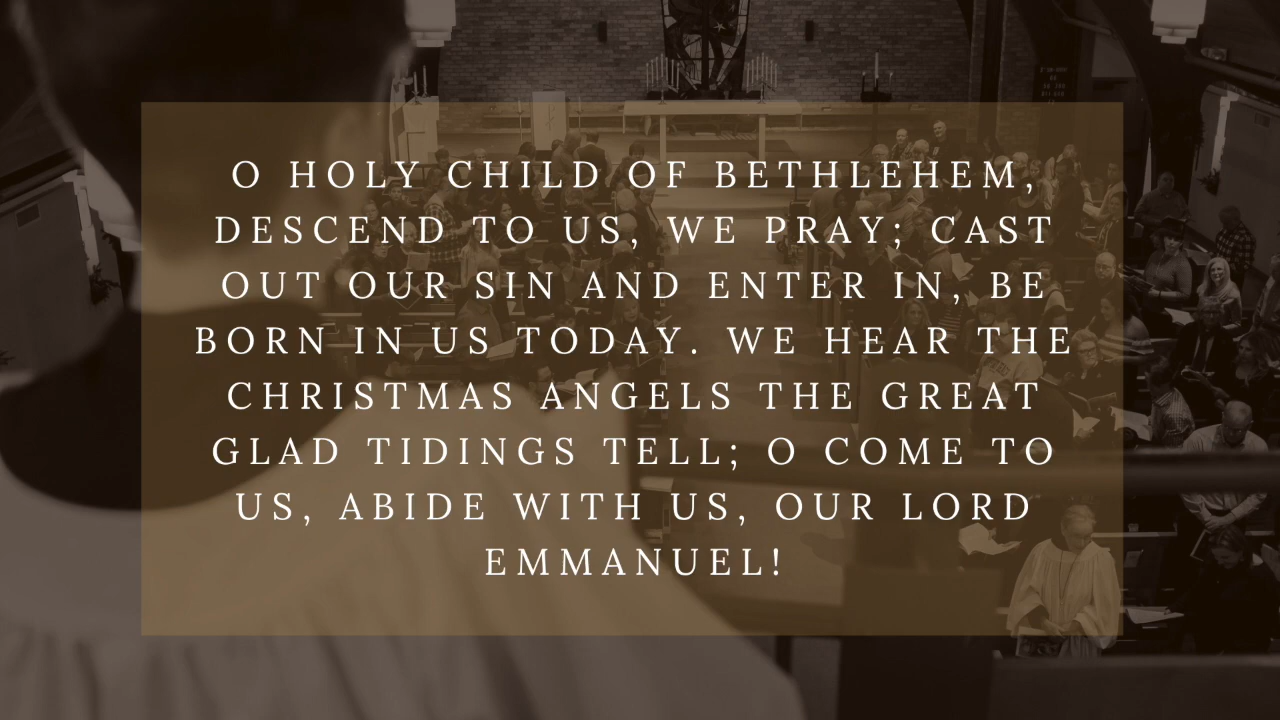 O HOLY CHILD OF BETHLEHEM,
DESCEND TO US, WE PRAY; CAST
OUT OUR SIN AND ENTER IN, BE
BORN IN US TODAY. WE HEAR THE
CHRISTMAS ANGELS THE GREAT
GLAD TIDINGS TELL; O COME TO
US, ABIDE WITH US, OUR LORD
EMMANUEL!